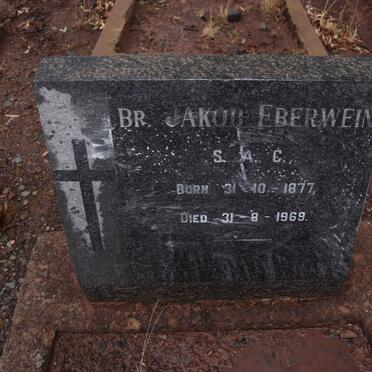 BR. JAKOB EBERWEIN
S. A. C.
BORN 31-10-1877,
DIED 31-8-1969.